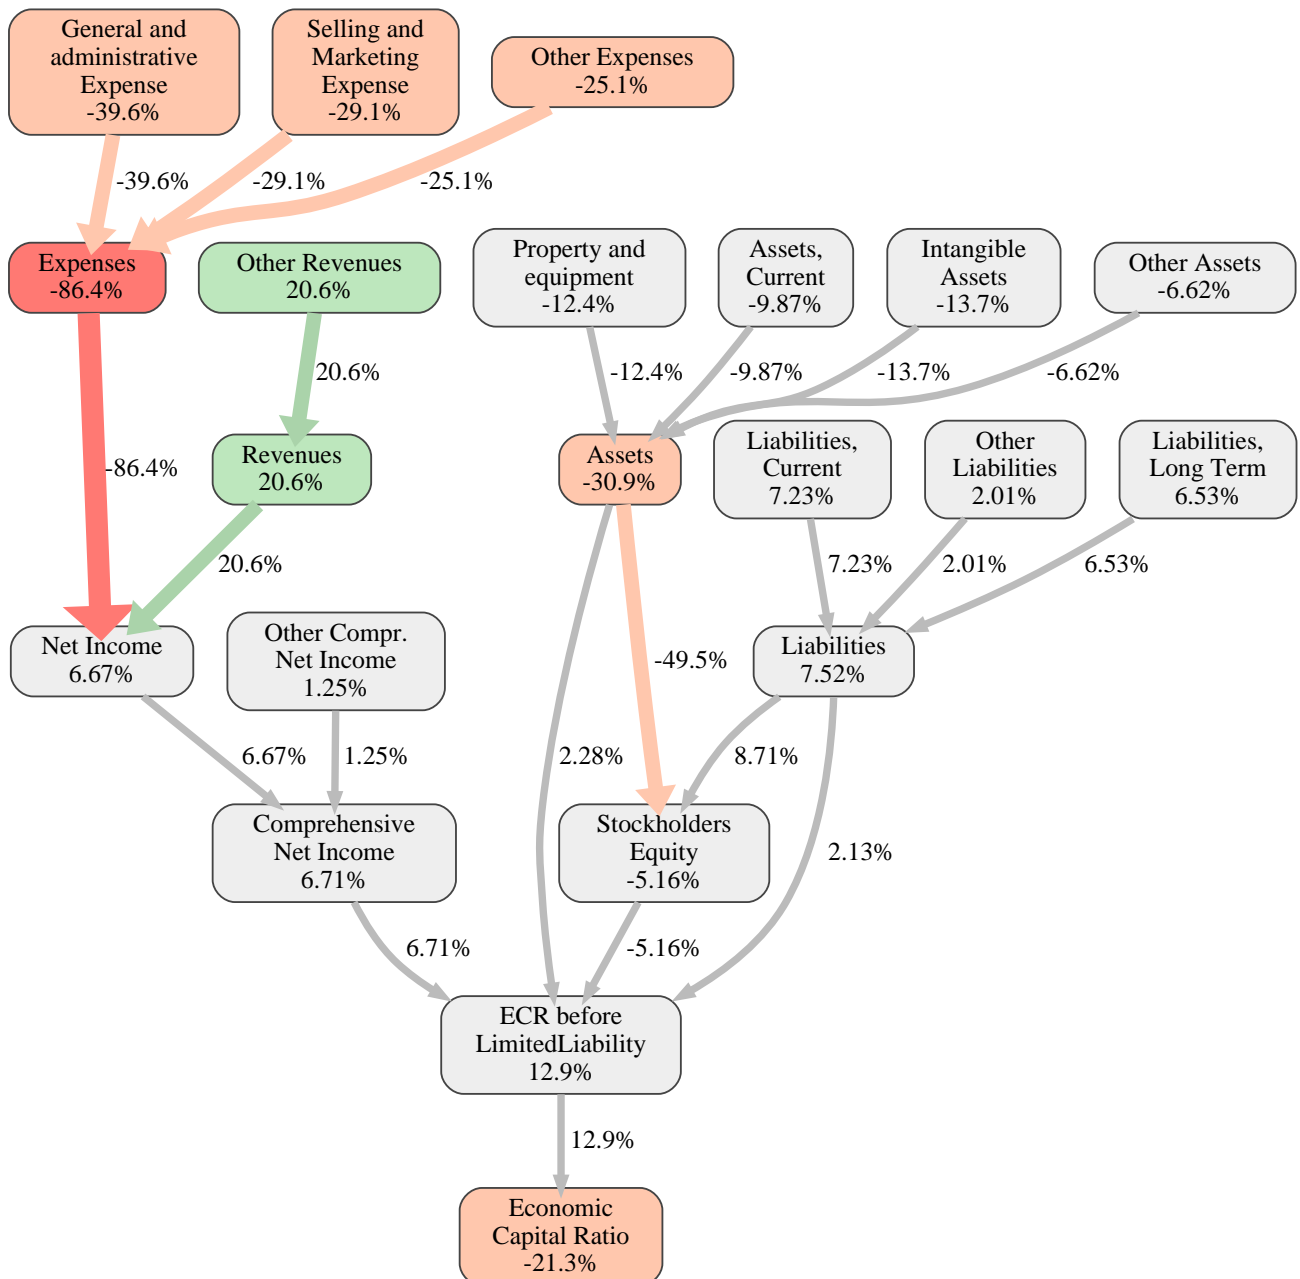 General and
administrative
Expense
-39.6%
Selling and
Marketing
Expense
-29.1%
Other Expenses
-25.1%
-39.6%
-29.1%
-25.1%
Expenses
-86.4%
Other Revenues
20.6%
Property and
equipment
-12.4%
Assets,
Current
-9.87%
Intangible
Assets
-13.7%
Other Assets
-6.62%
20.6%
-12.4%
-9.87%
-13.7%
-6.62%
-86.4%
Revenues
20.6%
Assets
-30.9%
Liabilities,
Current
7.23%
Other
Liabilities
2.01%
Liabilities,
Long Term
6.53%
20.6%
7.23%
2.01%
6.53%
Net Income
6.67%
Other Compr.
Net Income
1.25%
-49.5%
Liabilities
7.52%
6.67%
1.25%
2.28%
8.71%
Comprehensive
Net Income
6.71%
Stockholders
Equity
-5.16%
2.13%
6.71%
-5.16%
ECR before
LimitedLiability
12.9%
12.9%
Economic
Capital Ratio
-21.3%